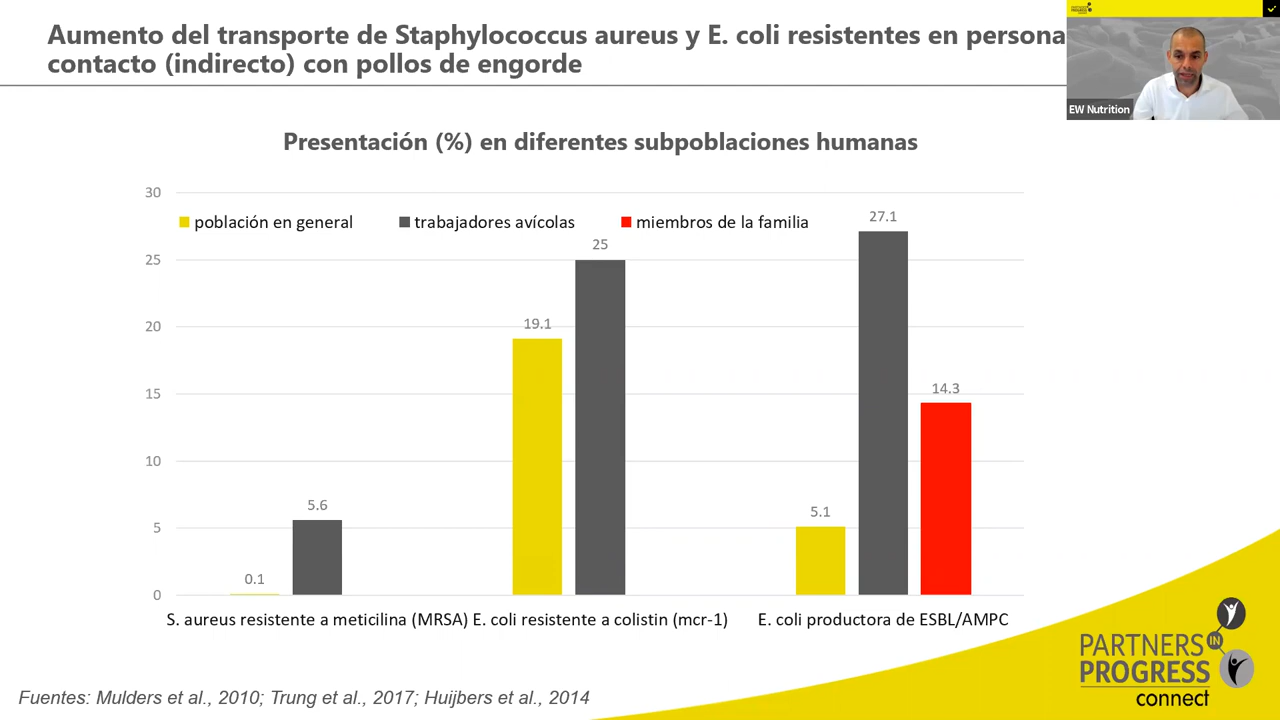 Aumento del transporte de Staphylococcus aureus y E. coli resistentes en persona
contacto (indirecto) con pollos de engorde
EW Nutrition
Presentación (%) en diferentes subpoblaciones humanas
30
25
20
15
10
5
0
población en general
trabajadores avícolas
miembros de la familia
0.1
5.6
19.1
25
5.1
27.1
14.3
S. aureus resistente a meticilina (MRSA)
E. coli resistente a colistin (mcr-1)
E. coli productora de ESBL/AMPC
PARTNERS
IN
PROGRESS
connect
Fuentes: Mulders et al., 2010; Trung et al., 2017; Huijbers et al., 2014